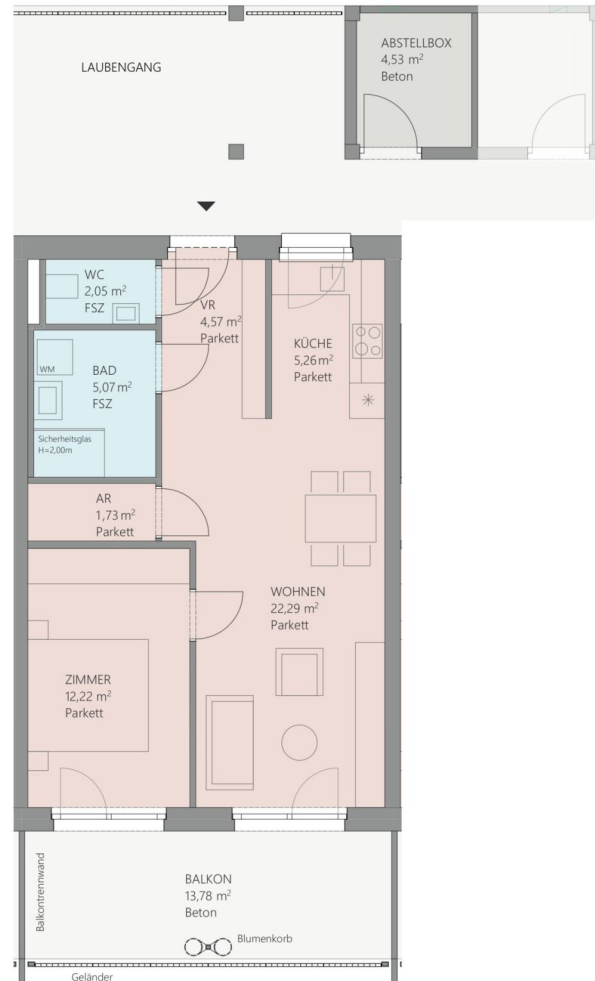 LAUBENGANG
ABSTELLBOX
4,53 m²
Beton
WC
2,05 m²
FSZ
VR
4,57 m²
Parkett
KÜCHE
5,26 m²
Parkett
WM
BAD
5,07 m²
FSZ
Sicherheitsglas
H=2,00m
AR
1,73 m²
Parkett
WOHNEN
22,29 m²
Parkett
ZIMMER
12,22 m²
Parkett
Balkontrennwand
BALKON
13,78 m²
Beton
Blumenkorb
Geländer